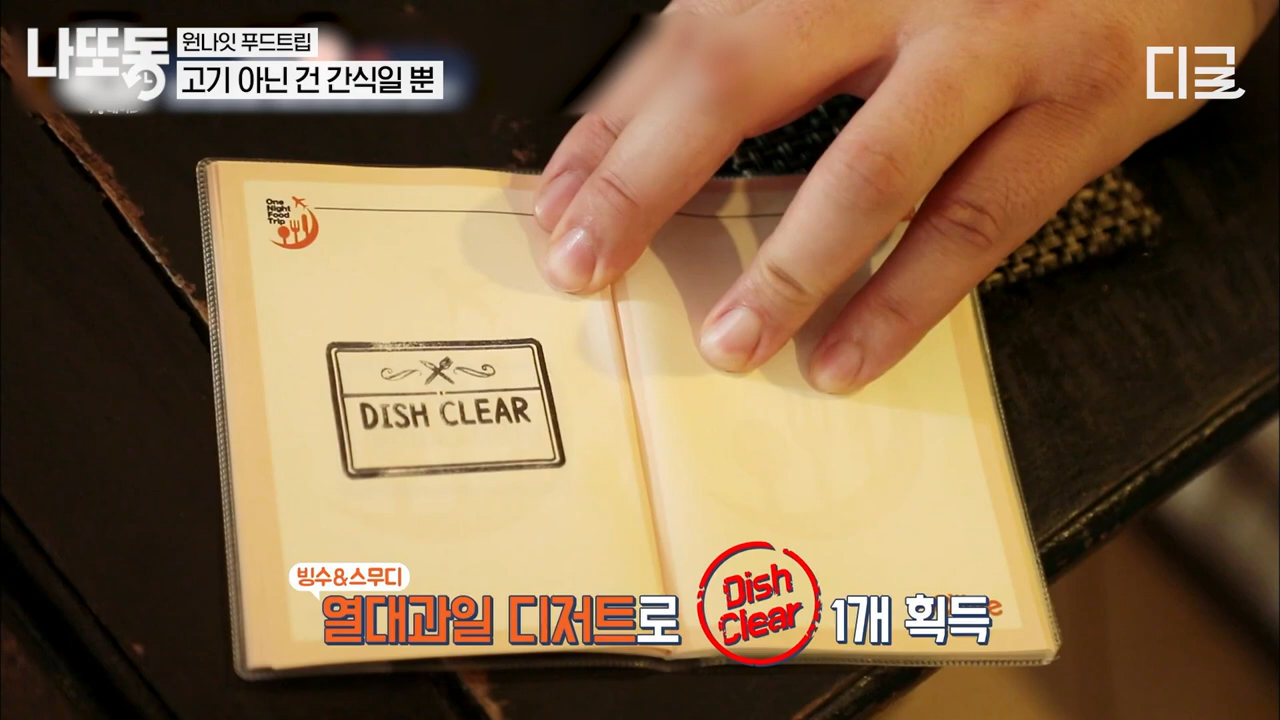 나또동
원나잇 푸드트립
고기 아닌 건 간식일 뿐
디글
One
Night
Food
Trip
DISH CLEAR
빙수&스무디
열대과일 디저트로 Dish Clear 1개 획득